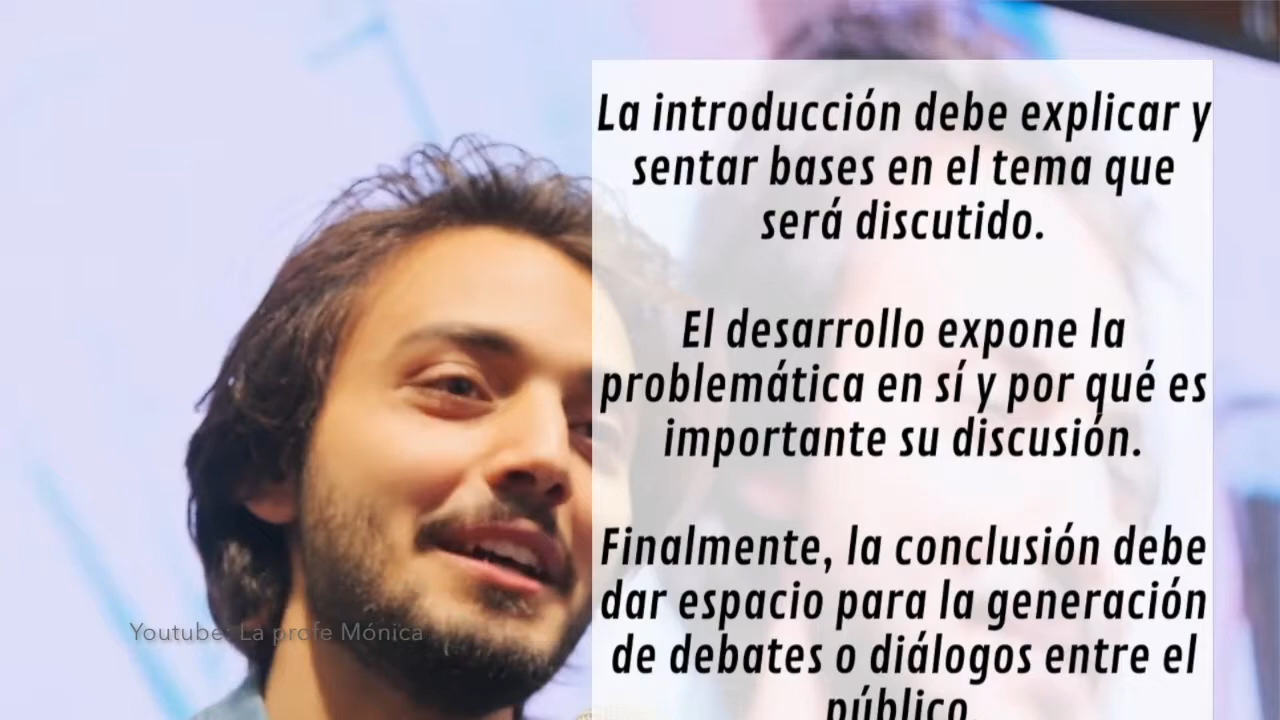 La introducción debe explicar y
sentar bases en el tema que
será discutido.
El desarrollo expone la
problemática en sí y por qué es
importante su discusión.
Finalmente, la conclusión debe
dar espacio para la generación
de debates o diálogos entre el
público.
Youtube: La profe Mónica